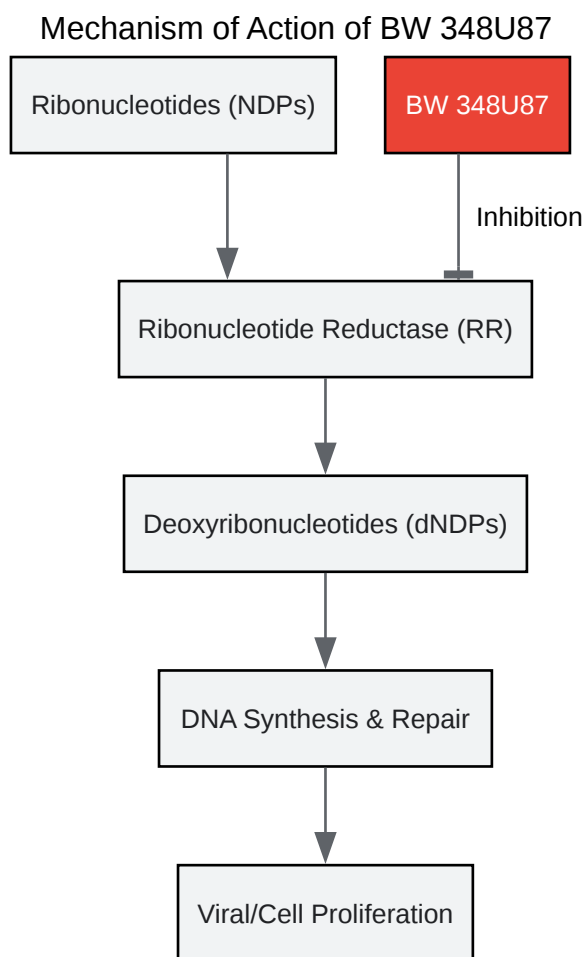 Mechanism of Action of BW 348U87
Ribonucleotides (NDPs)
BW 348U87
Inhibition
Ribonucleotide Reductase (RR)
Deoxyribonucleotides (dNDPs)
DNA Synthesis & Repair
Viral/Cell Proliferation